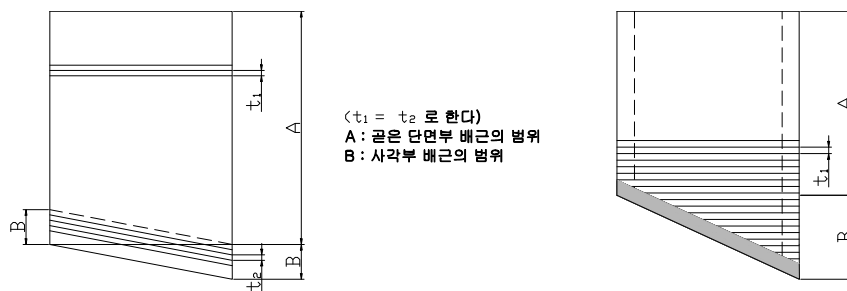 t₁
A
B
B
t₂
(t₁ = t₂ 로 한다)
A : 곧은 단면부 배근의 범위
B : 사각부 배근의 범위
A
t₁
B